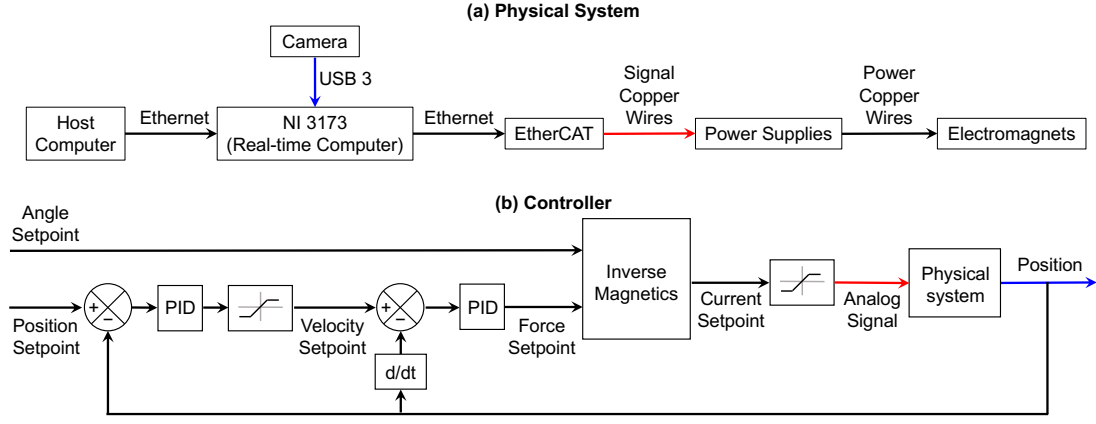 (a) Physical System
Camera
USB 3
Host
Computer
Ethernet
NI 3173
(Real-time Computer)
Ethernet
EtherCAT
Signal
Copper
Wires
Power Supplies
Power
Copper
Wires
Electromagnets
(b) Controller
Angle
Setpoint
Position
Setpoint
+
−
PID
Velocity
Setpoint
+
−
d/dt
PID
Force
Setpoint
Inverse
Magnetics
Current
Setpoint
Analog
Signal
Physical
system
Position